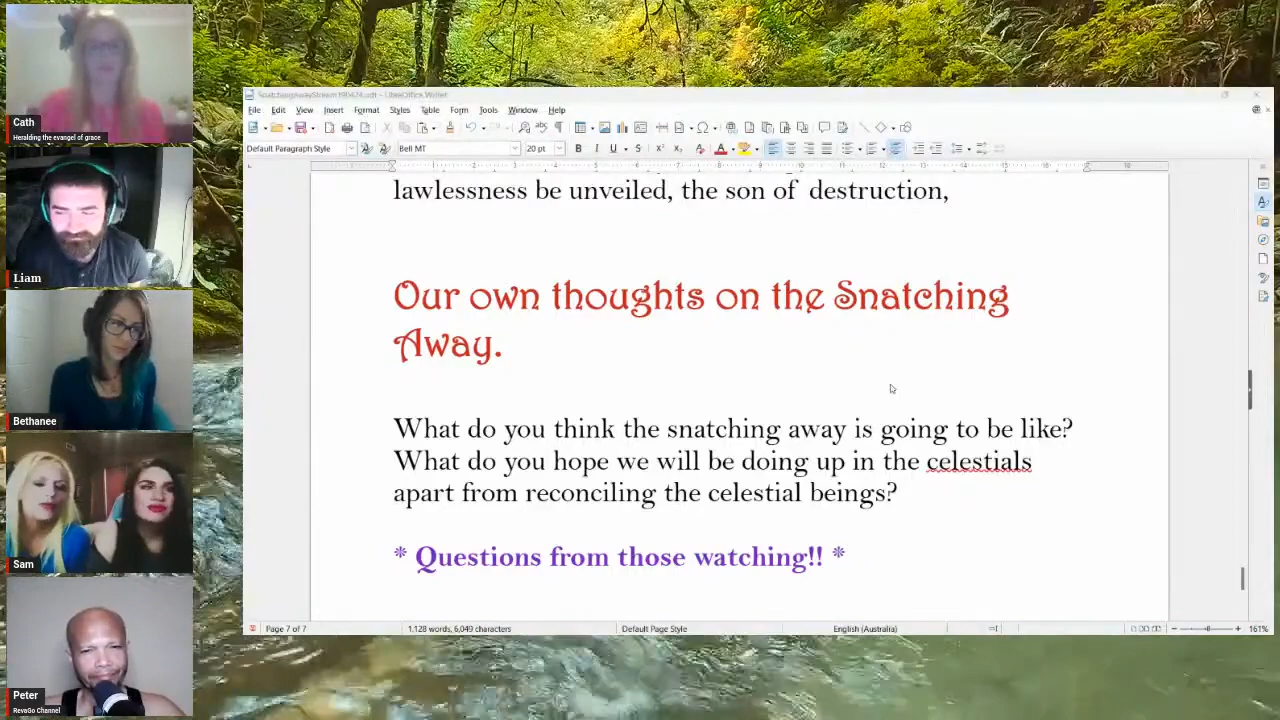 Cath
Heralding the evangel of grace
Liam
Bethanee
Sam
Peter
RevaGo Channel
File Edit View Insert Format Styles Table Form Tools Window Help
Default Paragraph Style
Bell MT
20 pt
lawlessness be unveiled, the son of destruction,
Our own thoughts on the Snatching
Away.
What do you think the snatching away is going to be like?
What do you hope we will be doing up in the celestials
apart from reconciling the celestial beings?
* Questions from those watching!! *
Page 7 of 7
1,128 words, 6,049 characters
Default Page Style
English (Australia)
161%